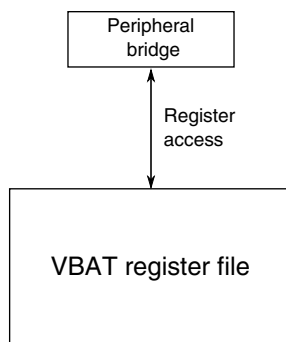 Peripheral
bridge
Register
access
VBAT register file